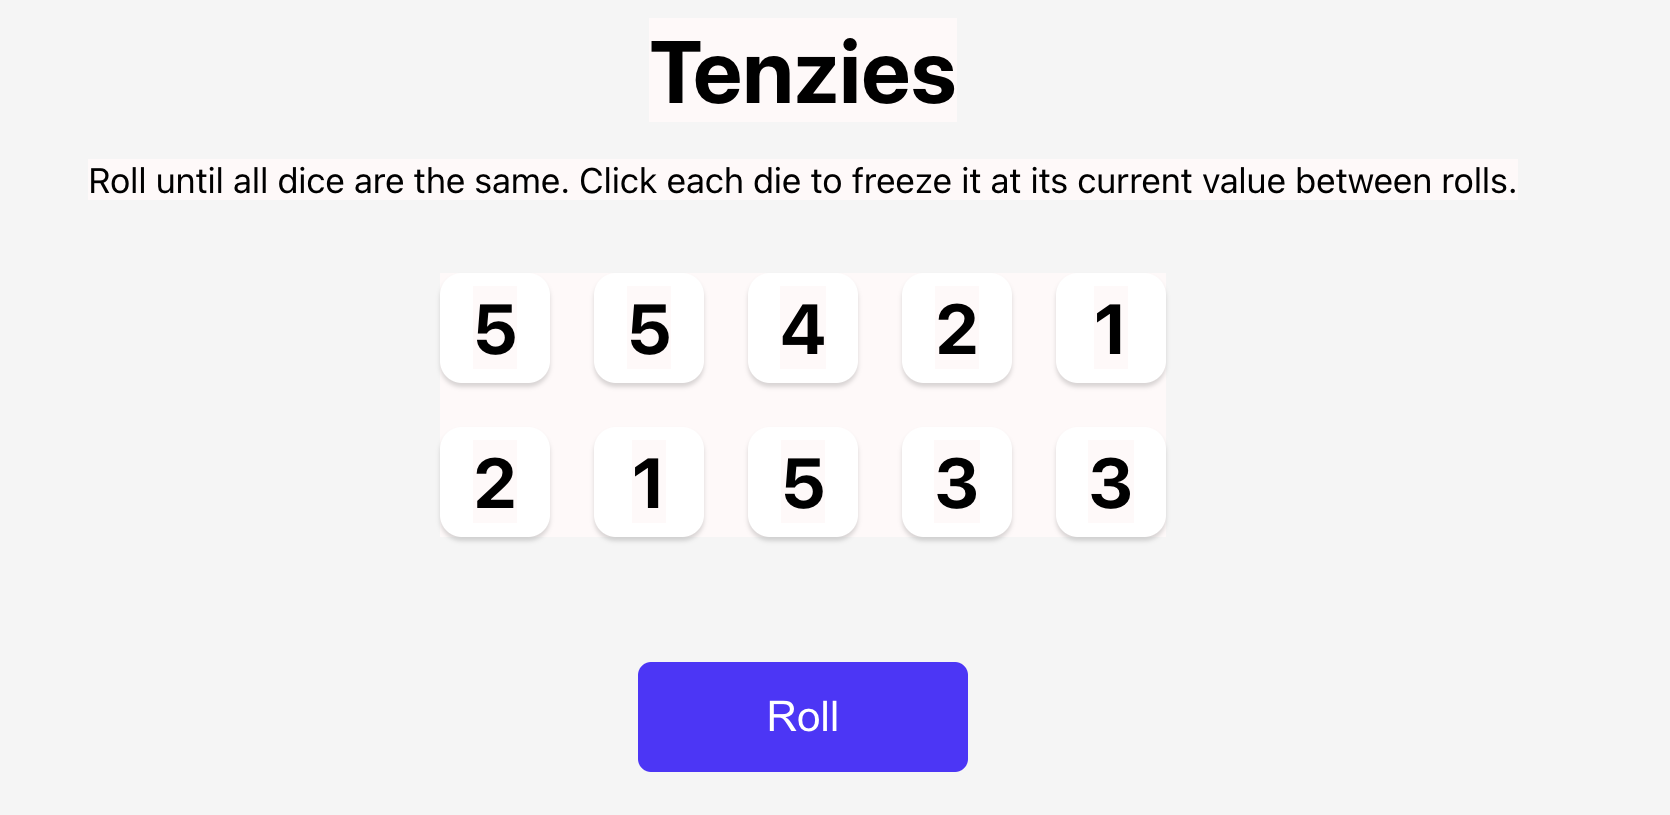 Tenzies
Roll until all dice are the same. Click each die to freeze it at its current value between rolls.
5 5 4 2 1
2 1 5 3 3
Roll